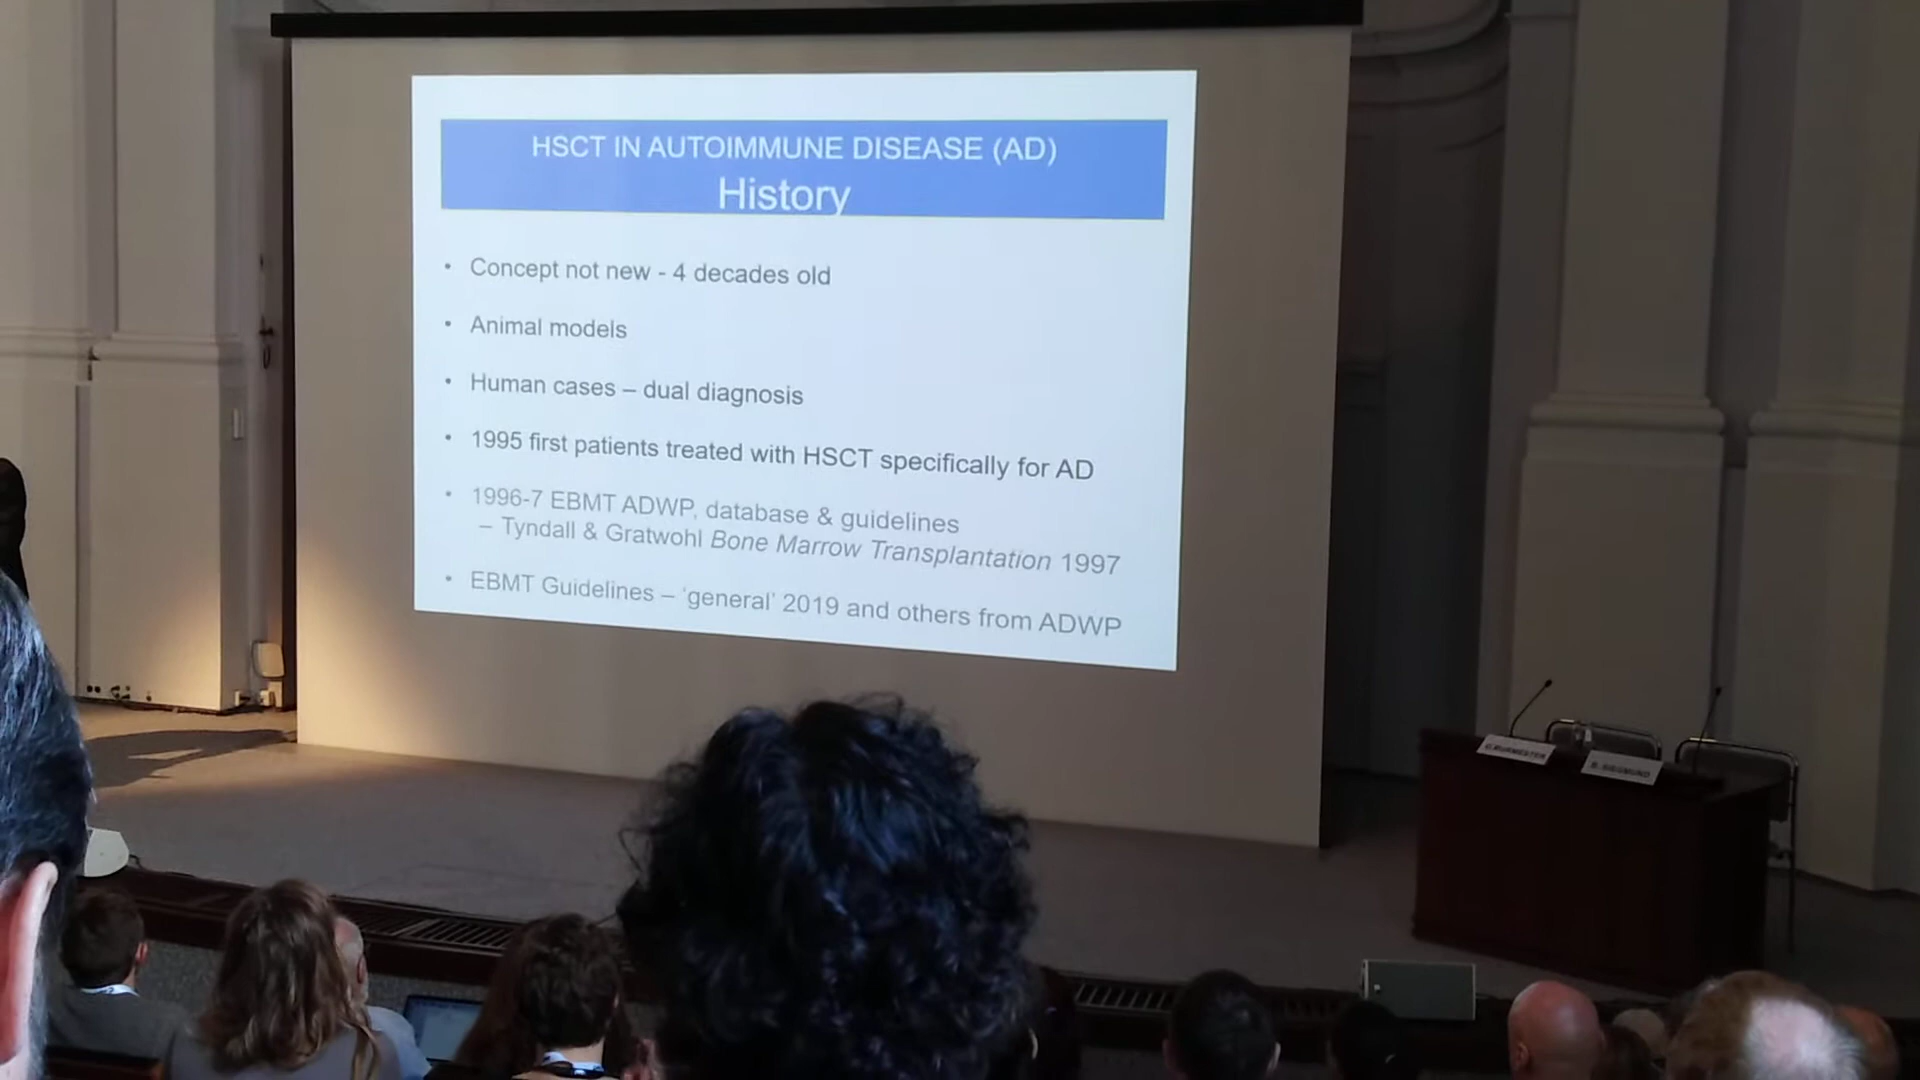 HSCT IN AUTOIMMUNE DISEASE (AD)
History
• Concept not new - 4 decades old
• Animal models
• Human cases – dual diagnosis
• 1995 first patients treated with HSCT specifically for AD
• 1996-7 EBMT ADWP, database & guidelines
– Tyndall & Gratwohl Bone Marrow Transplantation 1997
• EBMT Guidelines – ‘general’ 2019 and others from ADWP
G. BURMESTER
B. SIEGMUND